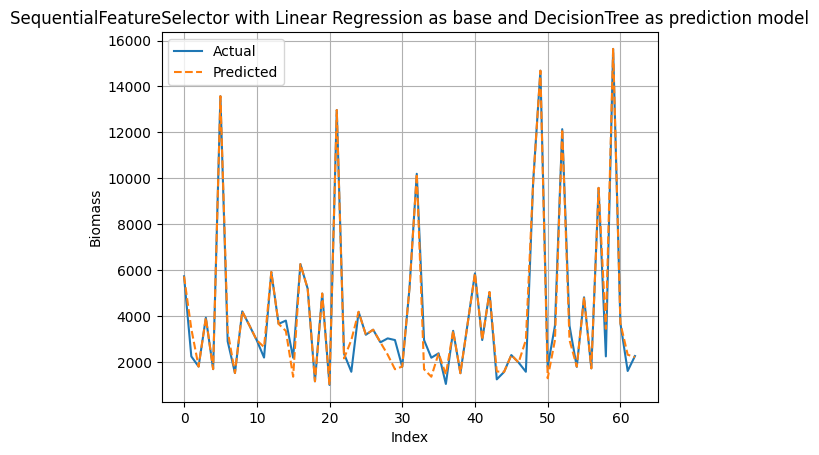 SequentialFeatureSelector with Linear Regression as base and DecisionTree as prediction model
Actual
Predicted
16000
14000
12000
10000
8000
6000
4000
2000
Biomass
0 10 20 30 40 50 60
Index